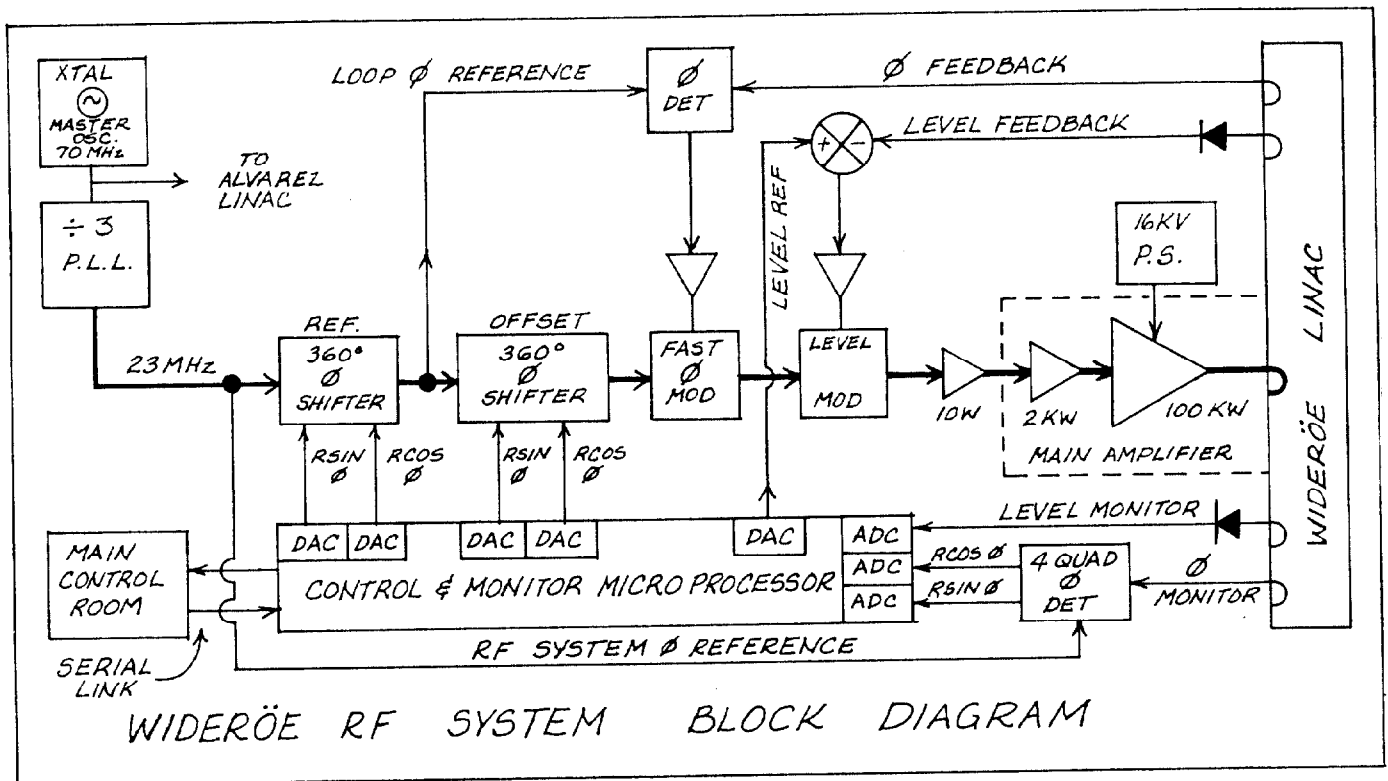 XTAL
MASTER
OSC.
70 MHz
TO
ALVAREZ
LINAC
÷ 3
P.L.L.
23 MHz
LOOP Ø REFERENCE
Ø
DET
Ø FEEDBACK
LEVEL FEEDBACK
+ -
LEVEL REF
16KV
P.S.
REF.
360°
Ø
SHIFTER
OFFSET
360°
Ø
SHIFTER
FAST
Ø
MOD
LEVEL
MOD
10W
2KW
100KW
MAIN AMPLIFIER
WIDERÖE LINAC
RSIN
Ø
RCOS
Ø
RSIN
Ø
RCOS
Ø
DAC DAC
DAC DAC
DAC
ADC
ADC
ADC
LEVEL MONITOR
RCOS Ø
RSIN Ø
4 QUAD
Ø
DET
Ø
MONITOR
MAIN
CONTROL
ROOM
CONTROL & MONITOR MICRO PROCESSOR
SERIAL
LINK
RF SYSTEM Ø REFERENCE
WIDERÖE RF SYSTEM BLOCK DIAGRAM